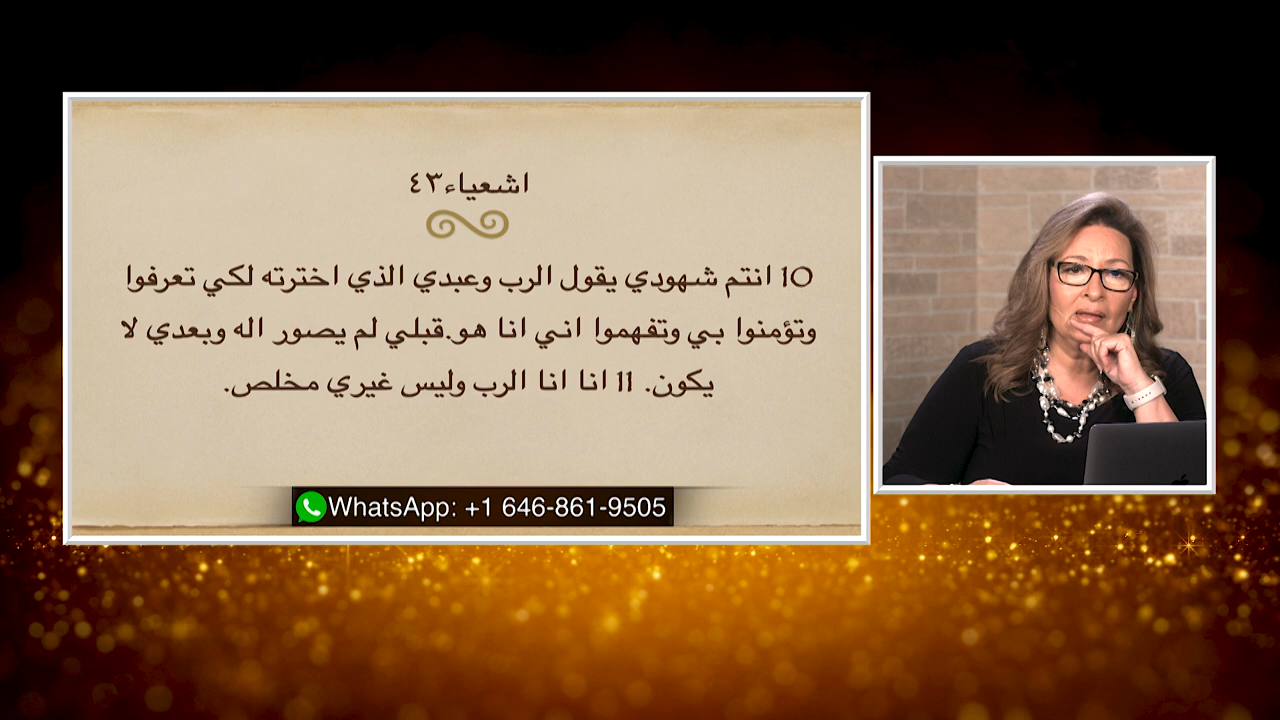 اشعياء٤٣
10 انتم شهودي يقول الرب وعبدي الذي اخترته لكي تعرفوا
وتؤمنوا بي وتفهموا اني انا هو.قبلي لم يصور اله وبعدي لا
يكون. 11 انا انا الرب وليس غيري مخلص.
WhatsApp: +1 646-861-9505